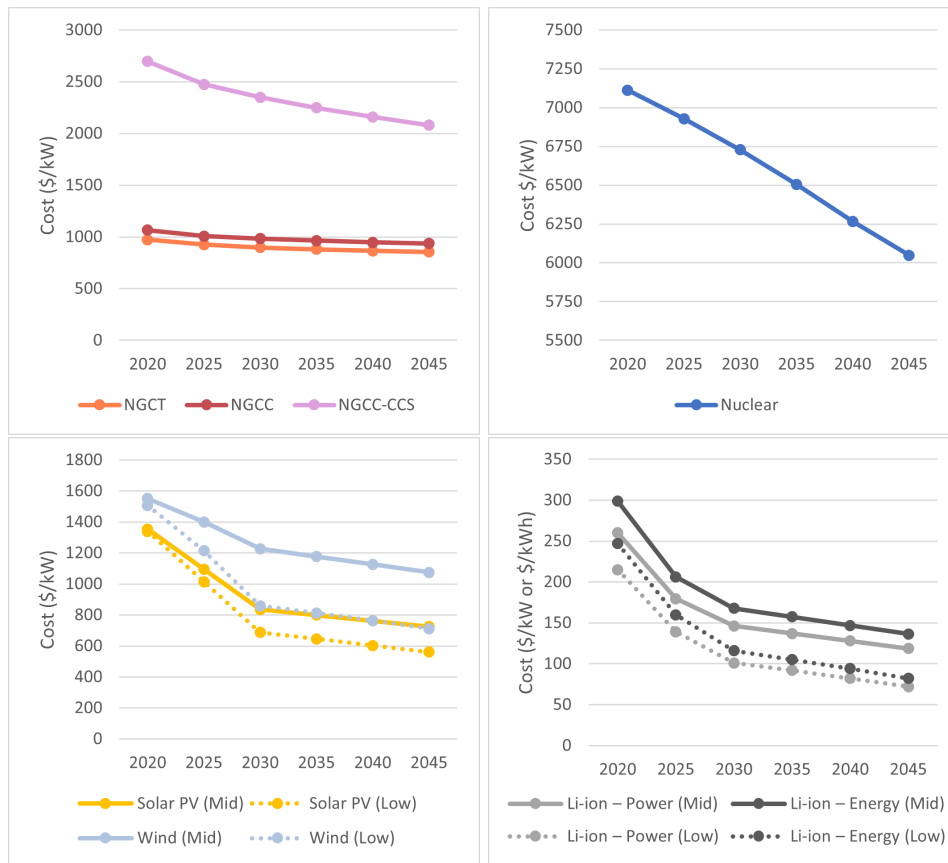 3000
2500
2000
1500
1000
500
0
Cost ($/kW)
2020 2025 2030 2035 2040 2045
NGCT NGCC NGCC-CCS
7500
7250
7000
6750
6500
6250
6000
5750
5500
Cost $/kW)
2020 2025 2030 2035 2040 2045
Nuclear
1800
1600
1400
1200
1000
800
600
400
200
0
Cost ($/kW)
2020 2025 2030 2035 2040 2045
Solar PV (Mid) Solar PV (Low)
Wind (Mid) Wind (Low)
350
300
250
200
150
100
50
0
Cost ($/kW or $/kWh)
2020 2025 2030 2035 2040 2045
Li-ion – Power (Mid) Li-ion – Energy (Mid)
Li-ion – Power (Low) Li-ion – Energy (Low)